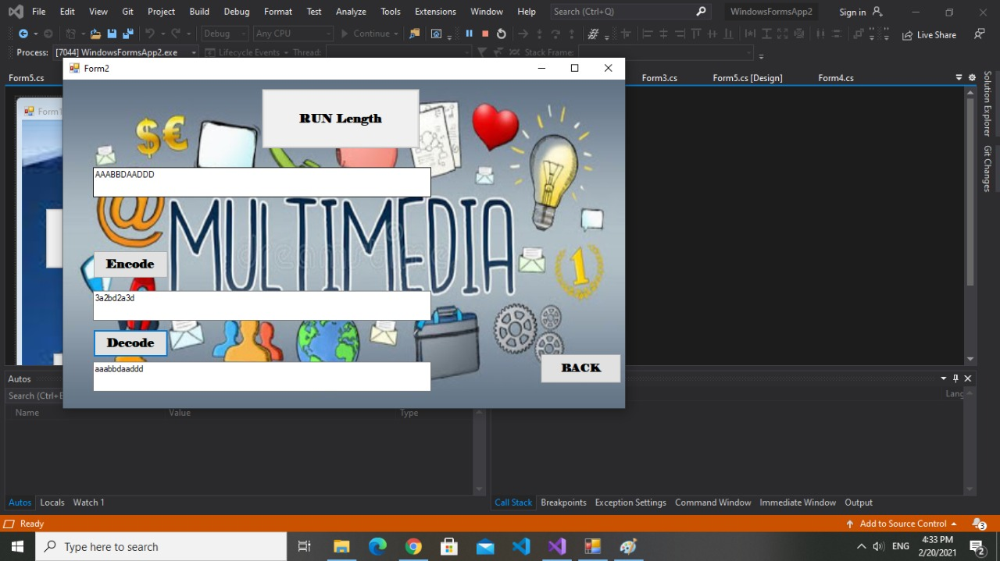 File Edit View Git Project Build Debug Format Test Analyze Tools Extensions Window Help Search (Ctrl+Q) WindowsFormsApp2 Sign in
Debug Any CPU Continue Live Share
Process: [7044] WindowsFormsApp2.exe Lifecycle Events Thread: Stack Frame:
Form2
Form5.cs Form3.cs Form5.cs [Design] Form4.cs
Solution Explorer
Git Changes
Form1
RUN Length
AAABBDAADDD
@MULTIMEDIA
1
Encode
3a2bd2a3d
Decode
aaabbdaaddd
BACK
Autos
Search (Ctrl+E
Lang
Name Value Type
Autos Locals Watch 1
Call Stack Breakpoints Exception Settings Command Window Immediate Window Output
Ready Add to Source Control 3
Type here to search ENG 4:33 PM
2/20/2021 2